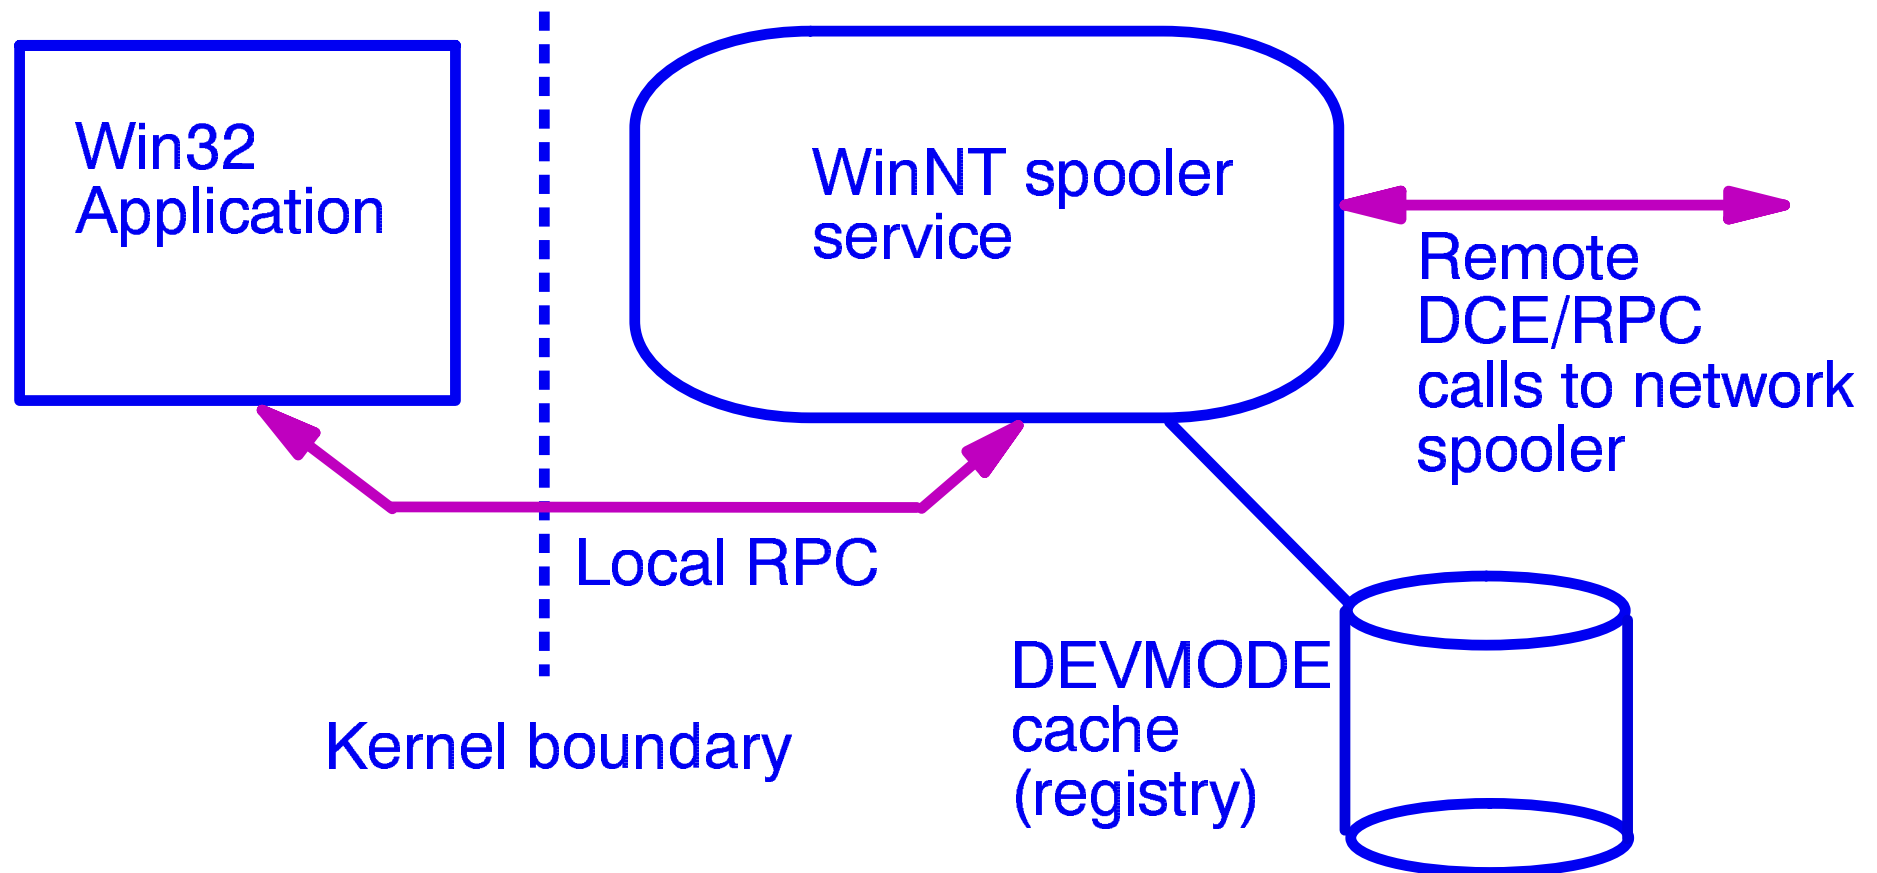 Win32
Application
WinNT spooler
service
Remote
DCE/RPC
calls to network
spooler
Local RPC
DEVMODE
cache
(registry)
Kernel boundary